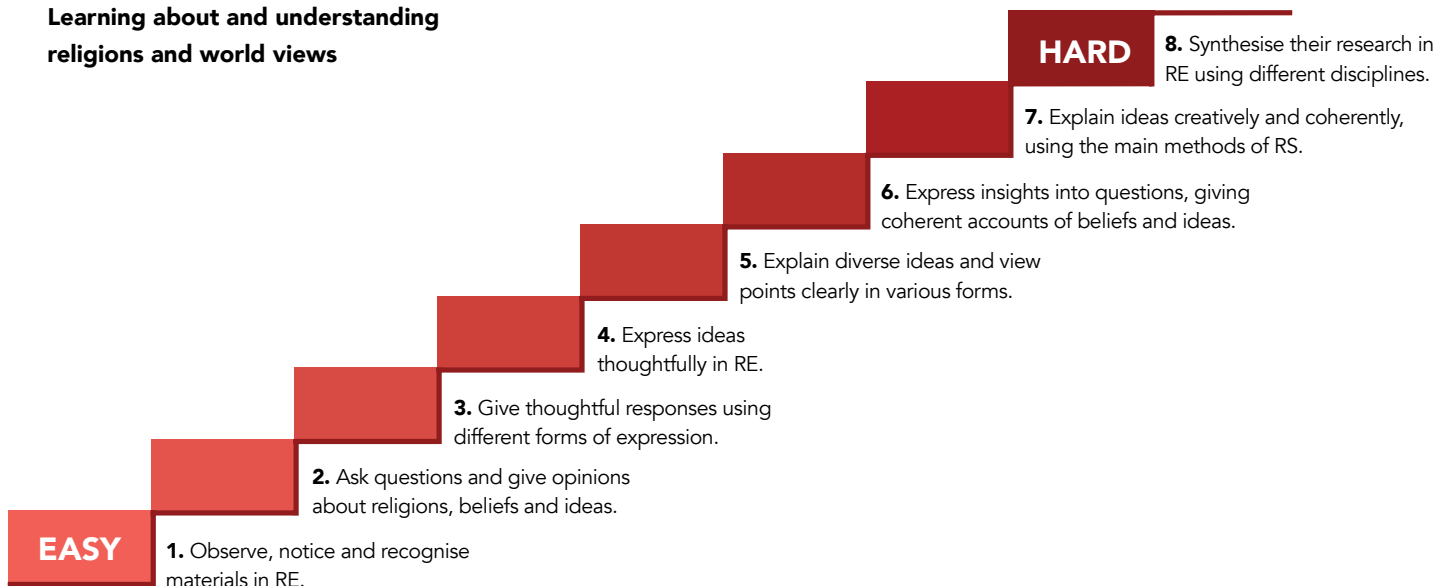 Learning about and understanding
religions and world views
HARD
8. Synthesise their research in
RE using different disciplines.
7. Explain ideas creatively and coherently,
using the main methods of RS.
6. Express insights into questions, giving
coherent accounts of beliefs and ideas.
5. Explain diverse ideas and view
points clearly in various forms.
4. Express ideas
thoughtfully in RE.
3. Give thoughtful responses using
different forms of expression.
2. Ask questions and give opinions
about religions, beliefs and ideas.
EASY
1. Observe, notice and recognise
materials in RE.